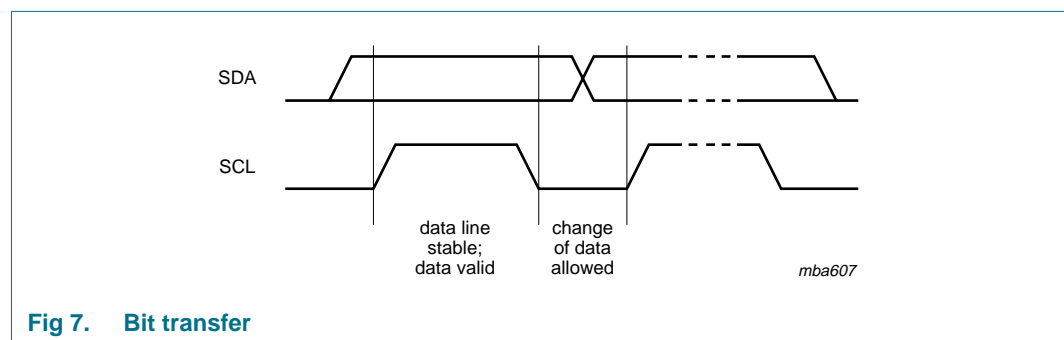 SDA
SCL
data line
stable;
data valid
change
of data
allowed
mba607
Fig 7. Bit transfer